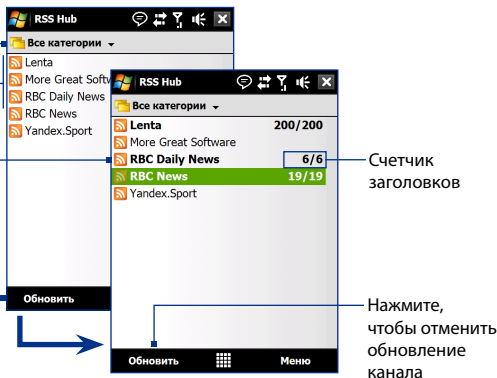 RSS Hub
Все категории
Lenta
More Great Softw
RBC Daily News
RBC News
Yandex.Sport
Обновить
RSS Hub
Все категории
Lenta 200/200
More Great Software
RBC Daily News 6/6
RBC News 19/19
Yandex.Sport
Обновить Меню
Счетчик
заголовков
Нажмите,
чтобы отменить
обновление
канала